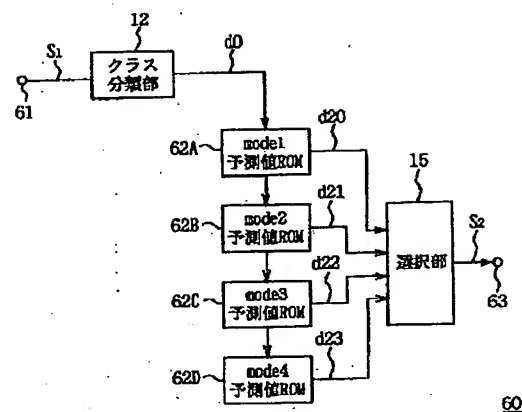 12
S1
クラス
分類部
d0
61
62A
mode1
予測値ROM
d20
15
62B
mode2
予測値ROM
d21
選択部
S2
63
62C
mode3
予測値ROM
d22
62D
mode4
予測値ROM
d23
60